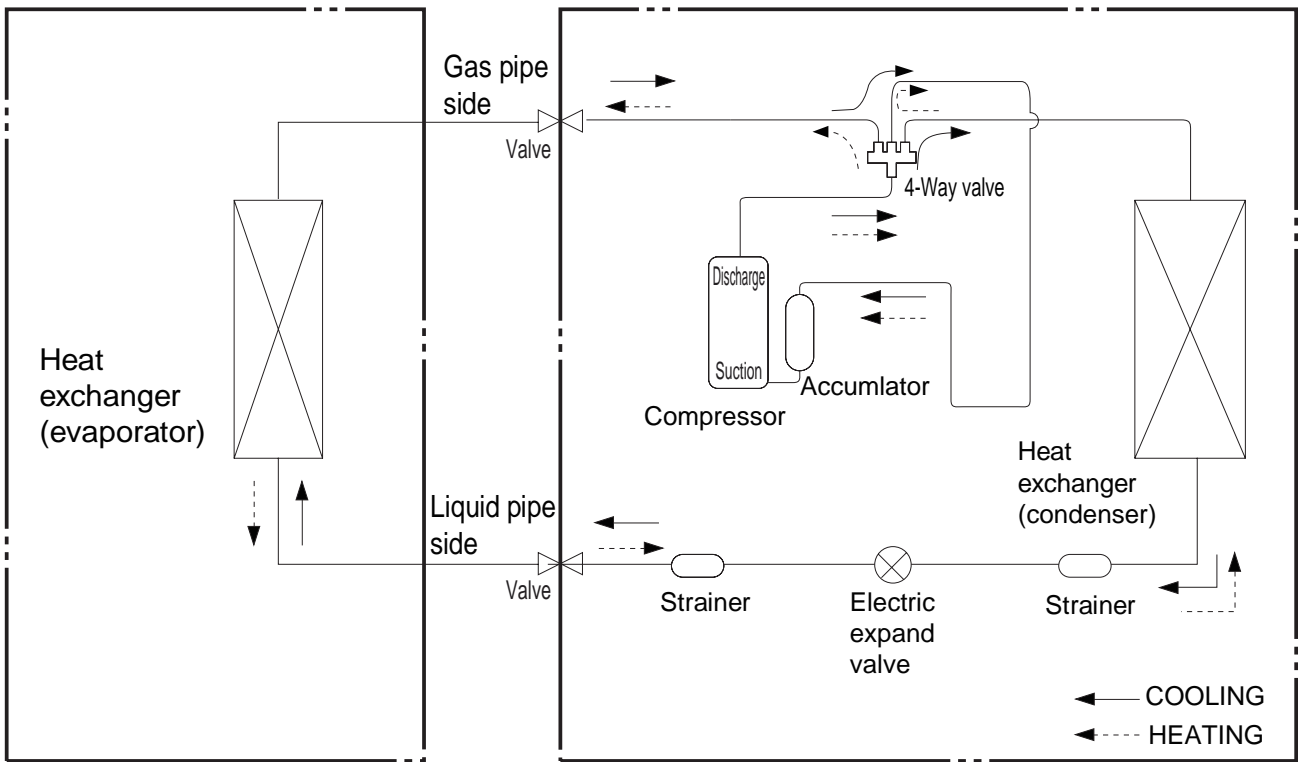 Gas pipe
side
Valve
4-Way valve
Discharge
Suction
Compressor
Accumlator
Heat
exchanger
(evaporator)
Heat
exchanger
(condenser)
Liquid pipe
side
Valve
Strainer
Electric
expand
valve
Strainer
COOLING
HEATING